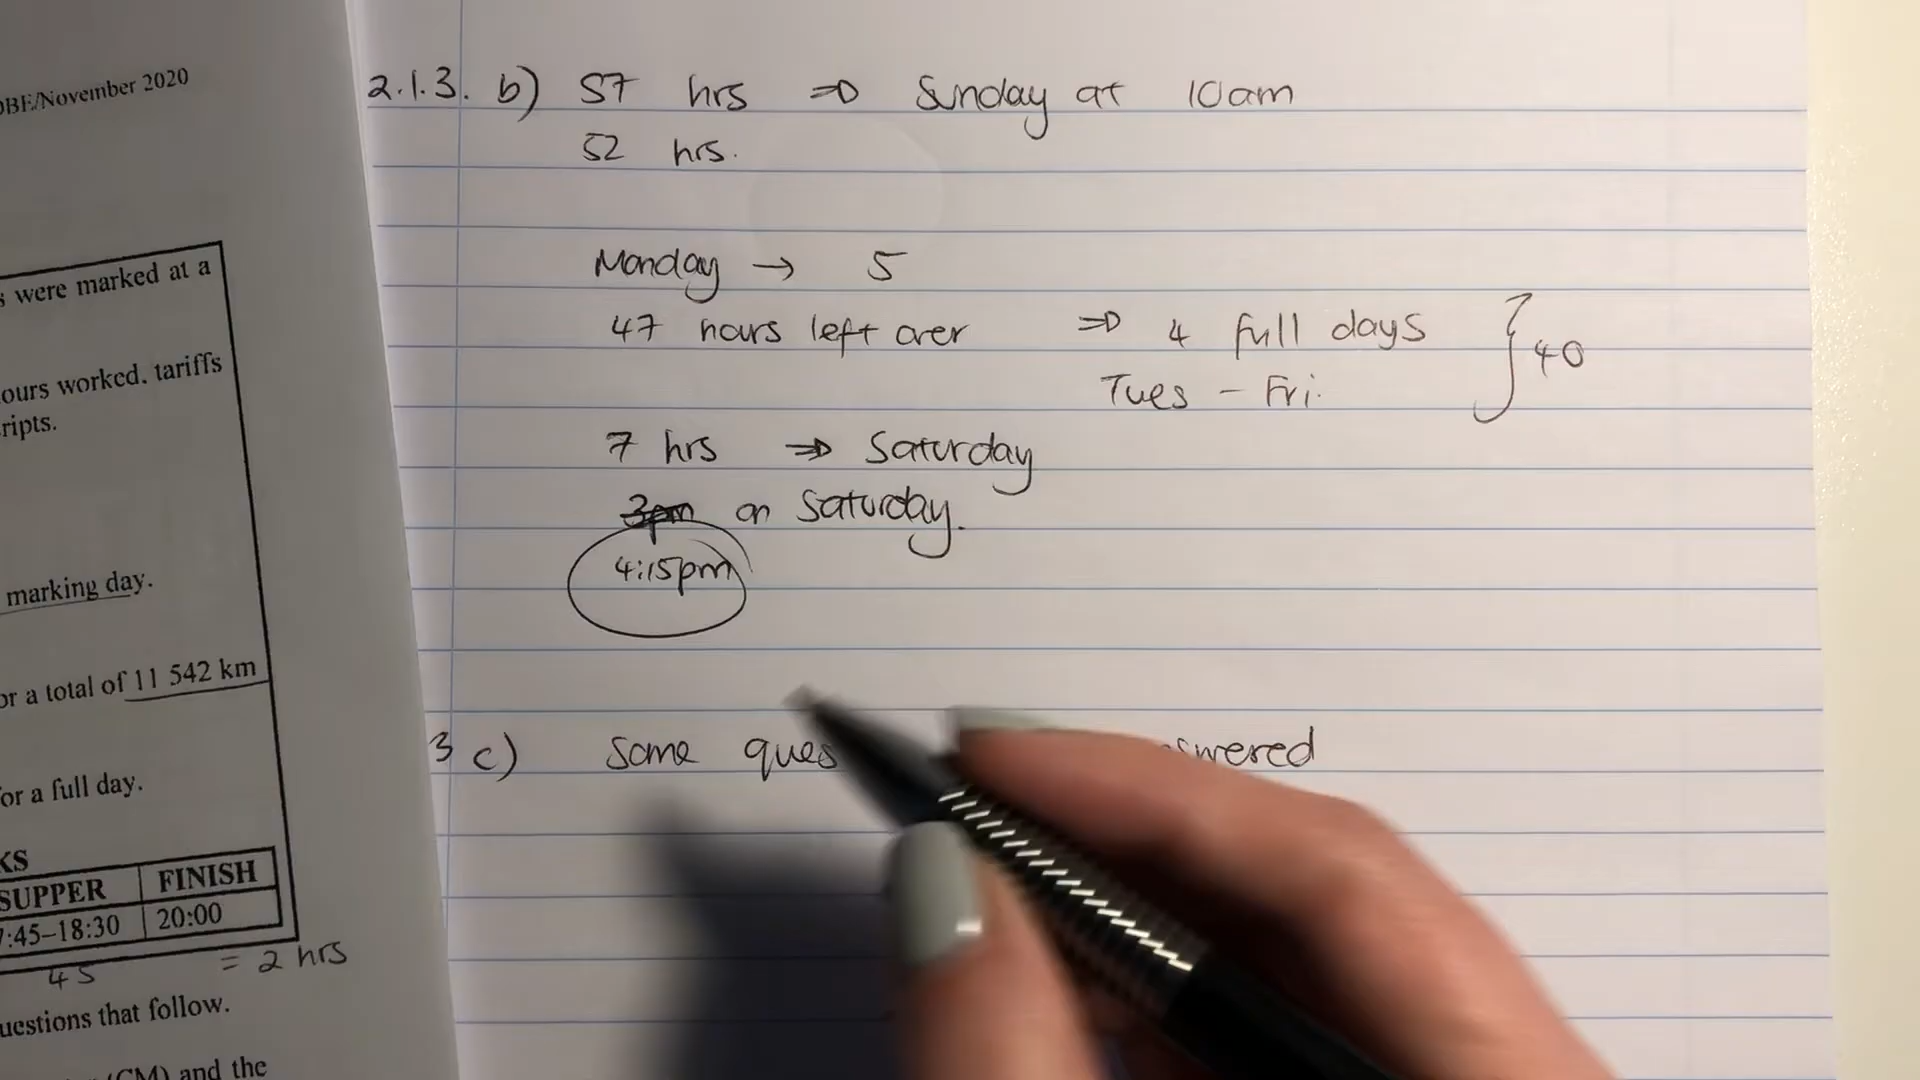 DBE/November 2020
s were marked at a
ours worked. tariffs
ripts.
marking day.
or a total of 11 542 km
or a full day.
KS
SUPPER FINISH
7:45–18:30 20:00
45 = 2 hrs
uestions that follow.
(CM) and the
2.1.3. b) 57 hrs ⇒ Sunday at 10am
52 hrs.
Monday → 5
47 hours left over ⇒ 4 full days
Tues – Fri. } 40
7 hrs ⇒ Saturday
3pm on Saturday.
4:15pm
3 c) Some ques swered